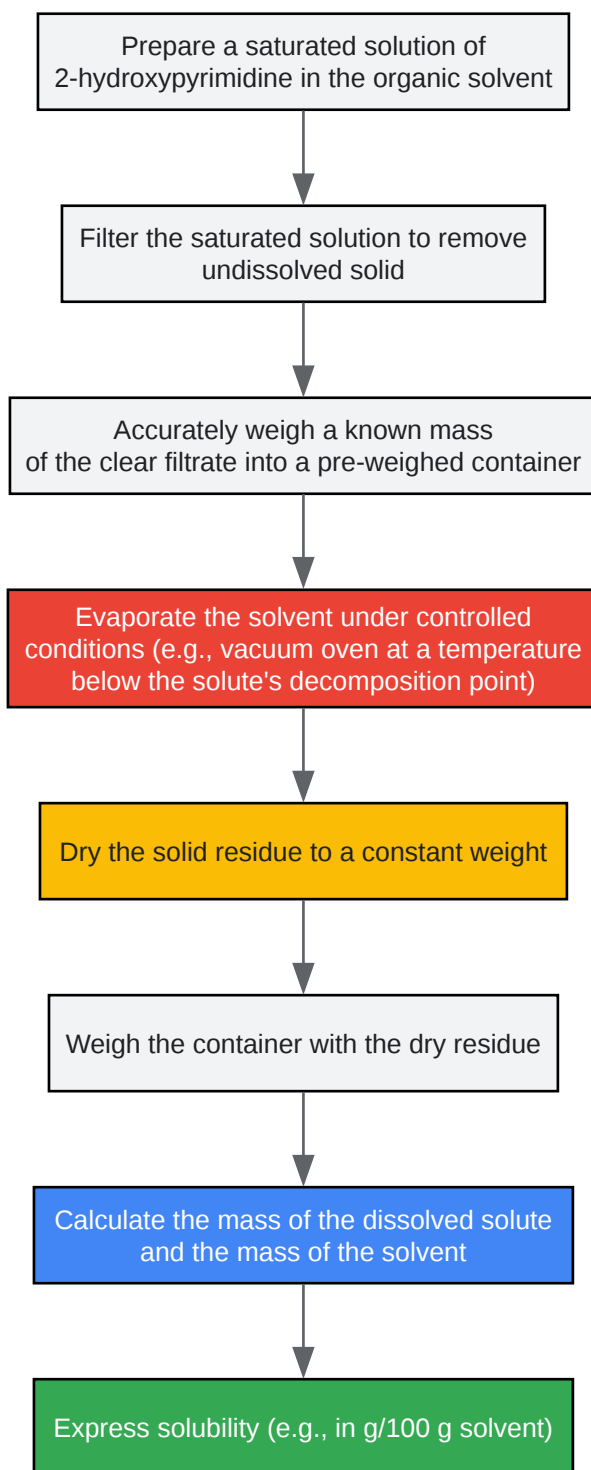 Prepare a saturated solution of
2-hydroxypyrimidine in the organic solvent
Filter the saturated solution to remove
undissolved solid
Accurately weigh a known mass
of the clear filtrate into a pre-weighed container
Evaporate the solvent under controlled
conditions (e.g., vacuum oven at a temperature
below the solute's decomposition point)
Dry the solid residue to a constant weight
Weigh the container with the dry residue
Calculate the mass of the dissolved solute
and the mass of the solvent
Express solubility (e.g., in g/100 g solvent)